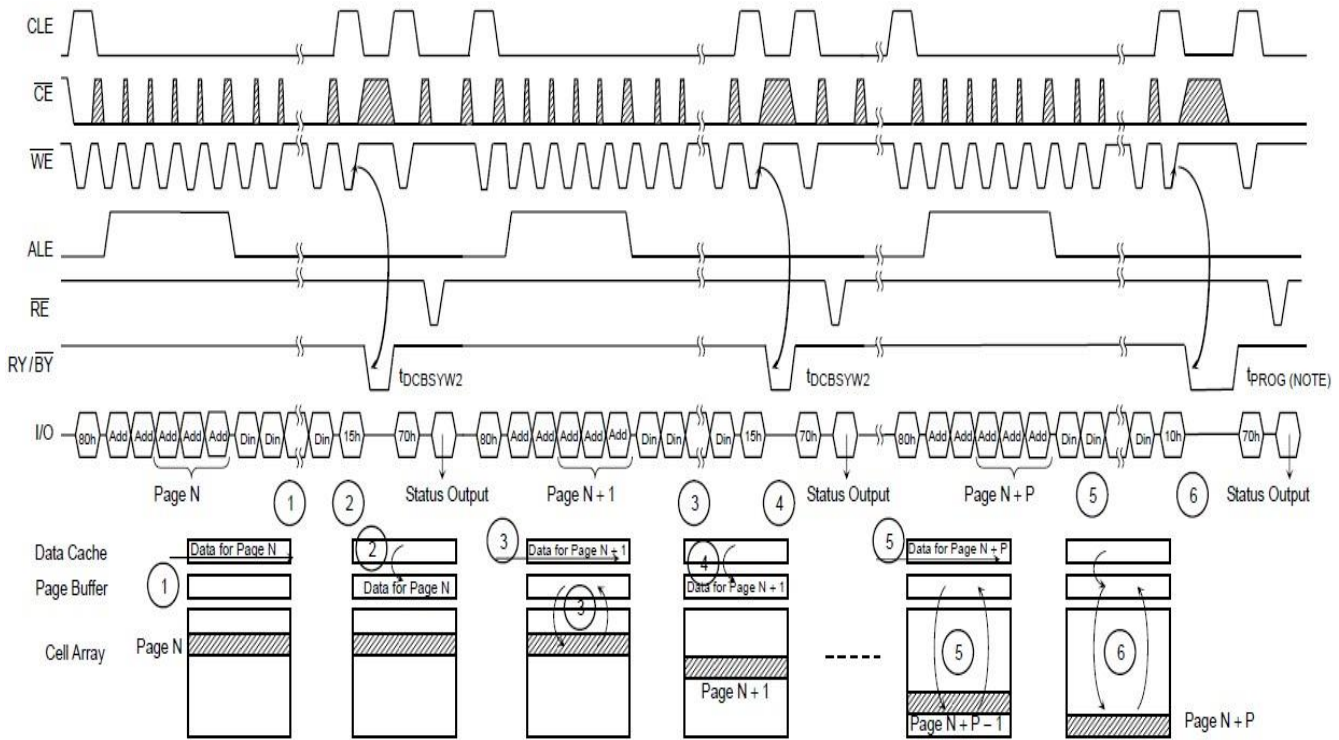 CLE
CE
WE
ALE
RE
RY/BY
tDCBSYW2 tDCBSYW2 tPROG (NOTE)
I/O 80h Add Add Add Add Add Din Din Din 15h 70h 80h Add Add Add Add Add Din Din Din 15h 70h 80h Add Add Add Add Add Din Din Din 10h 70h
Page N Status Output Page N + 1 Status Output Page N + P Status Output
1 2 3 4 5 6
Data Cache Data for Page N 2 3 Data for Page N + 1 4 5 Data for Page N + P
Page Buffer 1 Data for Page N 3 Data for Page N + 1
Cell Array Page N 5 6
Page N + 1 Page N + P – 1 Page N + P